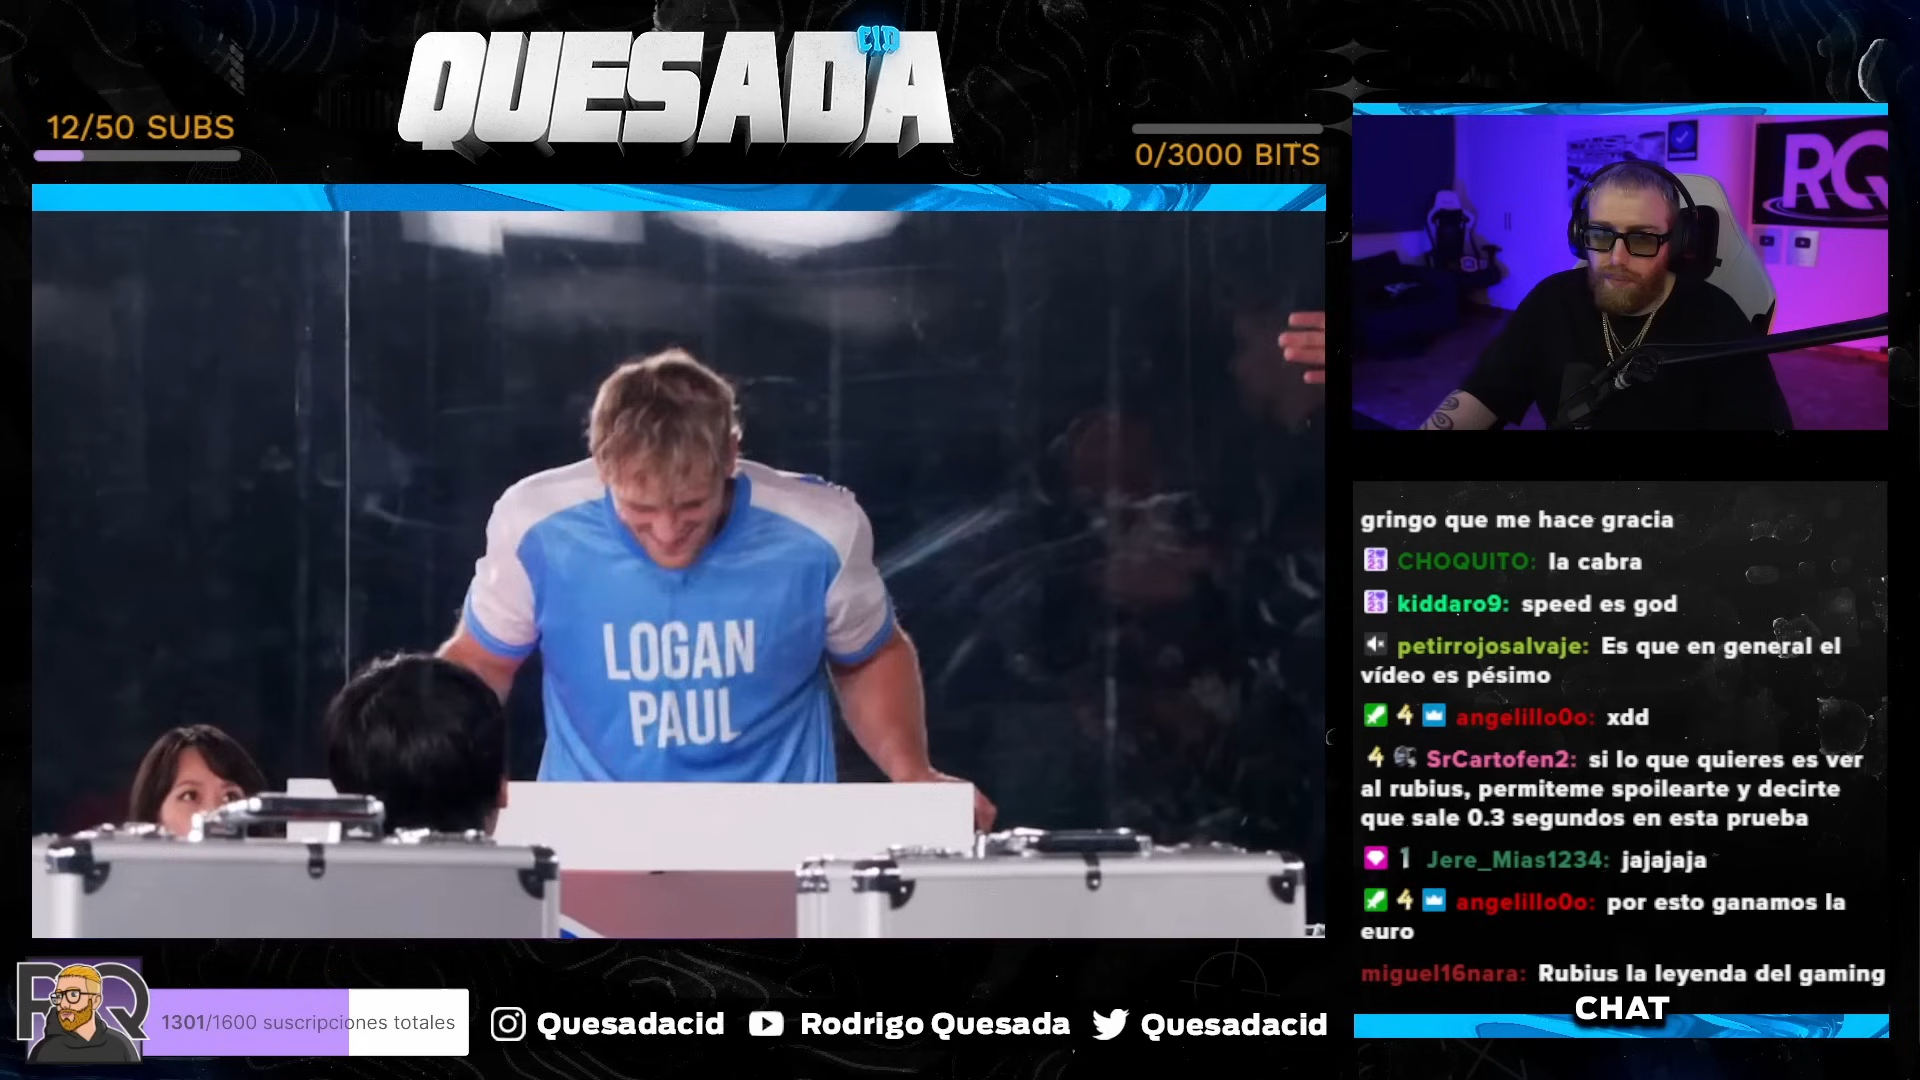 QUESADA
CID
12/50 SUBS
0/3000 BITS
RQ
LOGAN
PAUL
gringo que me hace gracia
CHOQUITO: la cabra
kiddaro9: speed es god
petirrojosalvaje: Es que en general el
vídeo es pésimo
4 angelillo0o: xdd
4 SrCartofen2: si lo que quieres es ver
al rubius, permiteme spoilearte y decirte
que sale 0.3 segundos en esta prueba
1 Jere_Mias1234: jajajaja
4 angelillo0o: por esto ganamos la
euro
miguel16nara: Rubius la leyenda del gaming
CHAT
RQ
1301/1600 suscripciones totales
Quesadacid
Rodrigo Quesada
Quesadacid